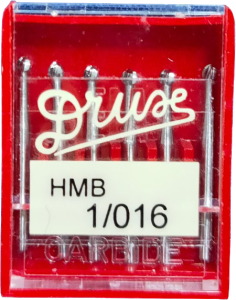 Druse
HMB
1/016
CARBIDE